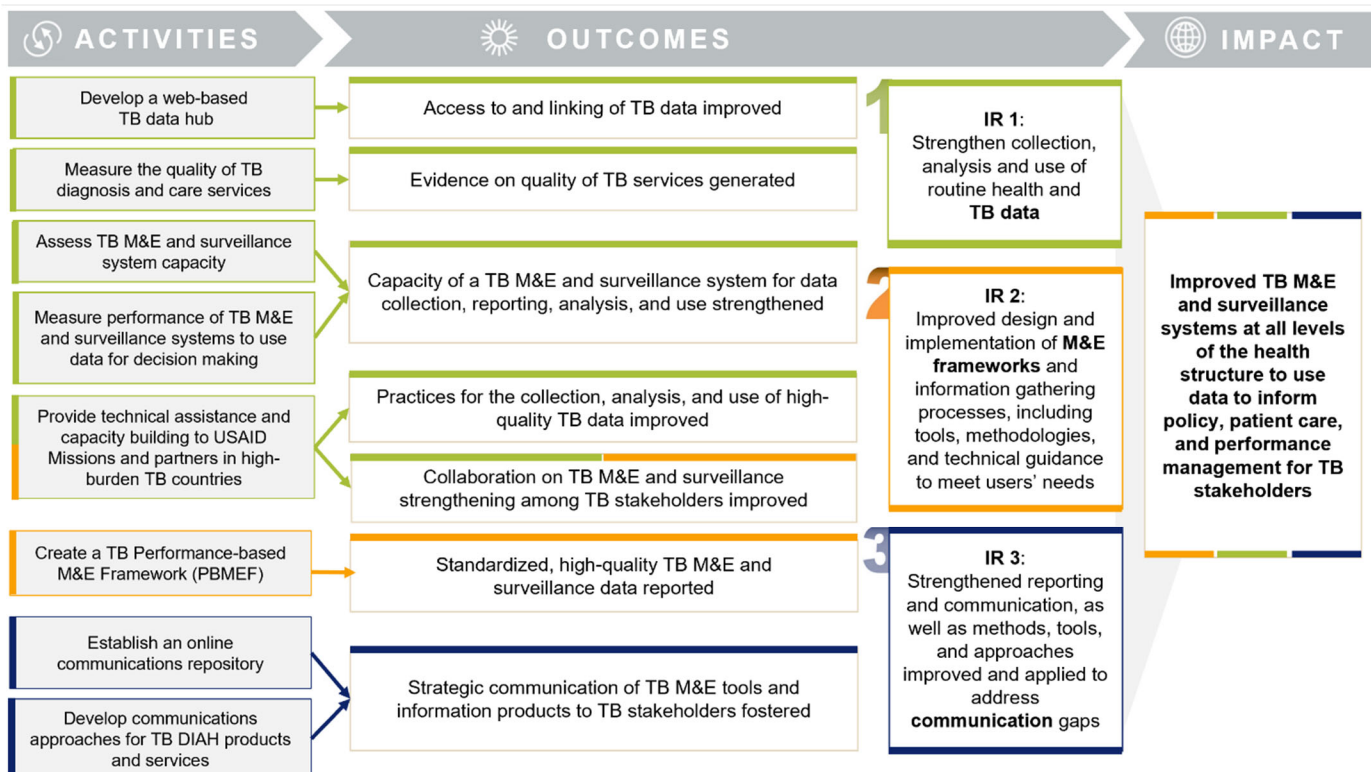 ACTIVITIES
OUTCOMES
IMPACT
Develop a web-based
TB data hub
Measure the quality of TB
diagnosis and care services
Assess TB M&E and surveillance
system capacity
Measure performance of TB M&E
and surveillance systems to use
data for decision making
Provide technical assistance and
capacity building to USAID
Missions and partners in high-
burden TB countries
Create a TB Performance-based
M&E Framework (PBMEF)
Establish an online
communications repository
Develop communications
approaches for TB DIAH products
and services
Access to and linking of TB data improved
Evidence on quality of TB services generated
Capacity of a TB M&E and surveillance system for data
collection, reporting, analysis, and use strengthened
Practices for the collection, analysis, and use of high-
quality TB data improved
Collaboration on TB M&E and surveillance
strengthening among TB stakeholders improved
Standardized, high-quality TB M&E and
surveillance data reported
Strategic communication of TB M&E tools and
information products to TB stakeholders fostered
1
IR 1:
Strengthen collection,
analysis and use of
routine health and
TB data
2
IR 2:
Improved design and
implementation of M&E
frameworks and
information gathering
processes, including
tools, methodologies,
and technical guidance
to meet users’ needs
3
IR 3:
Strengthened reporting
and communication, as
well as methods, tools,
and approaches
improved and applied to
address
communication gaps
Improved TB M&E
and surveillance
systems at all levels
of the health
structure to use
data to inform
policy, patient care,
and performance
management for TB
stakeholders